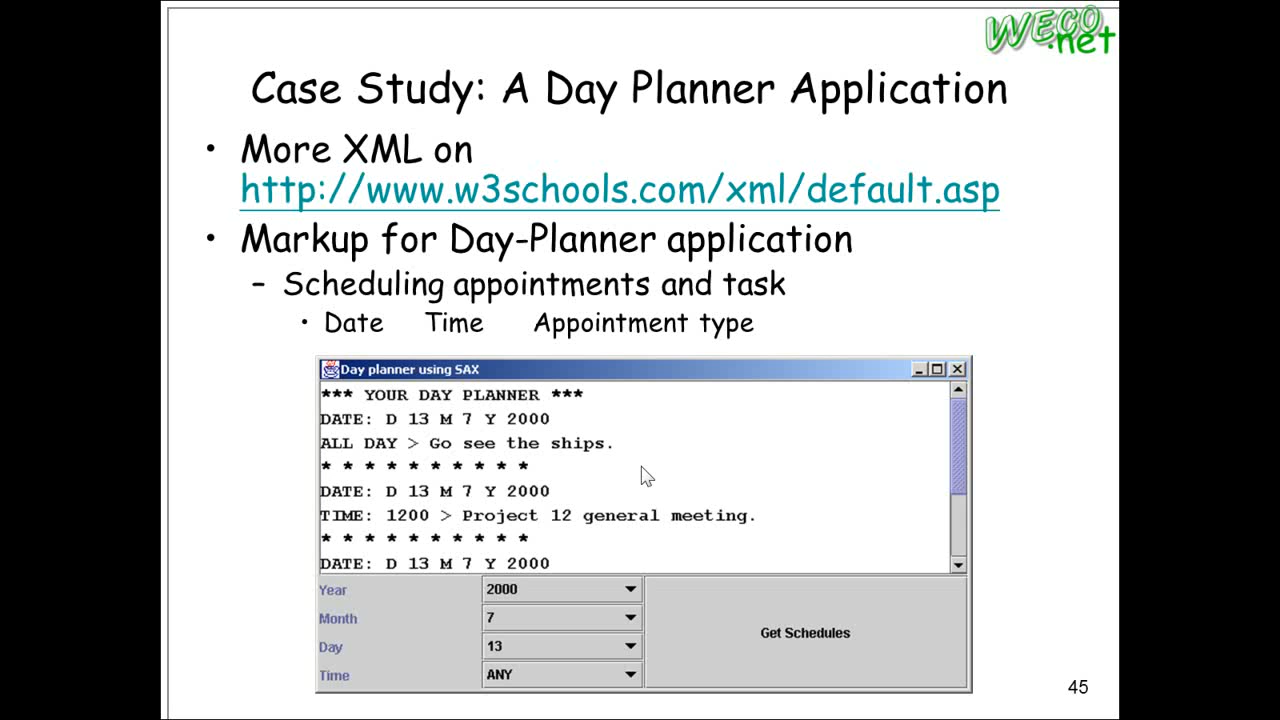 WECO
.net
Case Study: A Day Planner Application
• More XML on
http://www.w3schools.com/xml/default.asp
• Markup for Day-Planner application
– Scheduling appointments and task
• Date Time Appointment type
Day planner using SAX
*** YOUR DAY PLANNER ***
DATE: D 13 M 7 Y 2000
ALL DAY > Go see the ships.
* * * * * * * * * *
DATE: D 13 M 7 Y 2000
TIME: 1200 > Project 12 general meeting.
* * * * * * * * * *
DATE: D 13 M 7 Y 2000
Year 2000
Month 7
Day 13
Time ANY
Get Schedules
45